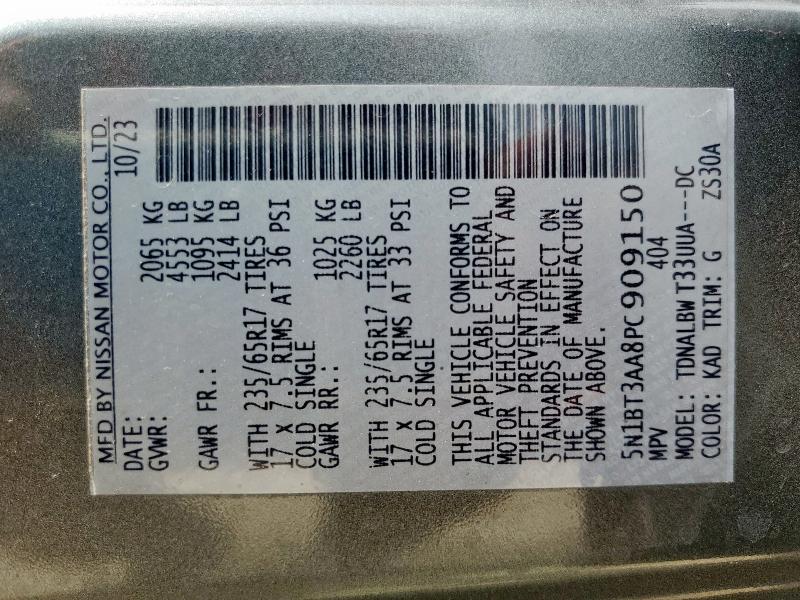 MFD BY NISSAN MOTOR CO., LTD.
DATE: 10/23
GVWR: 2065 KG
4553 LB
GAWR FR.: 1095 KG
2414 LB
WITH 235/65R17 TIRES
17 X 7.5 RIMS AT 36 PSI
COLD SINGLE
GAWR RR.: 1025 KG
2260 LB
WITH 235/65R17 TIRES
17 X 7.5 RIMS AT 33 PSI
COLD SINGLE
THIS VEHICLE CONFORMS TO
ALL APPLICABLE FEDERAL
MOTOR VEHICLE SAFETY AND
THEFT PREVENTION
STANDARDS IN EFFECT ON
THE DATE OF MANUFACTURE
SHOWN ABOVE.
5N1BT3AA8PC909150
MPV 404
MODEL: TDNALBW T33UUA---DC
COLOR: KAD TRIM: G ZS30A